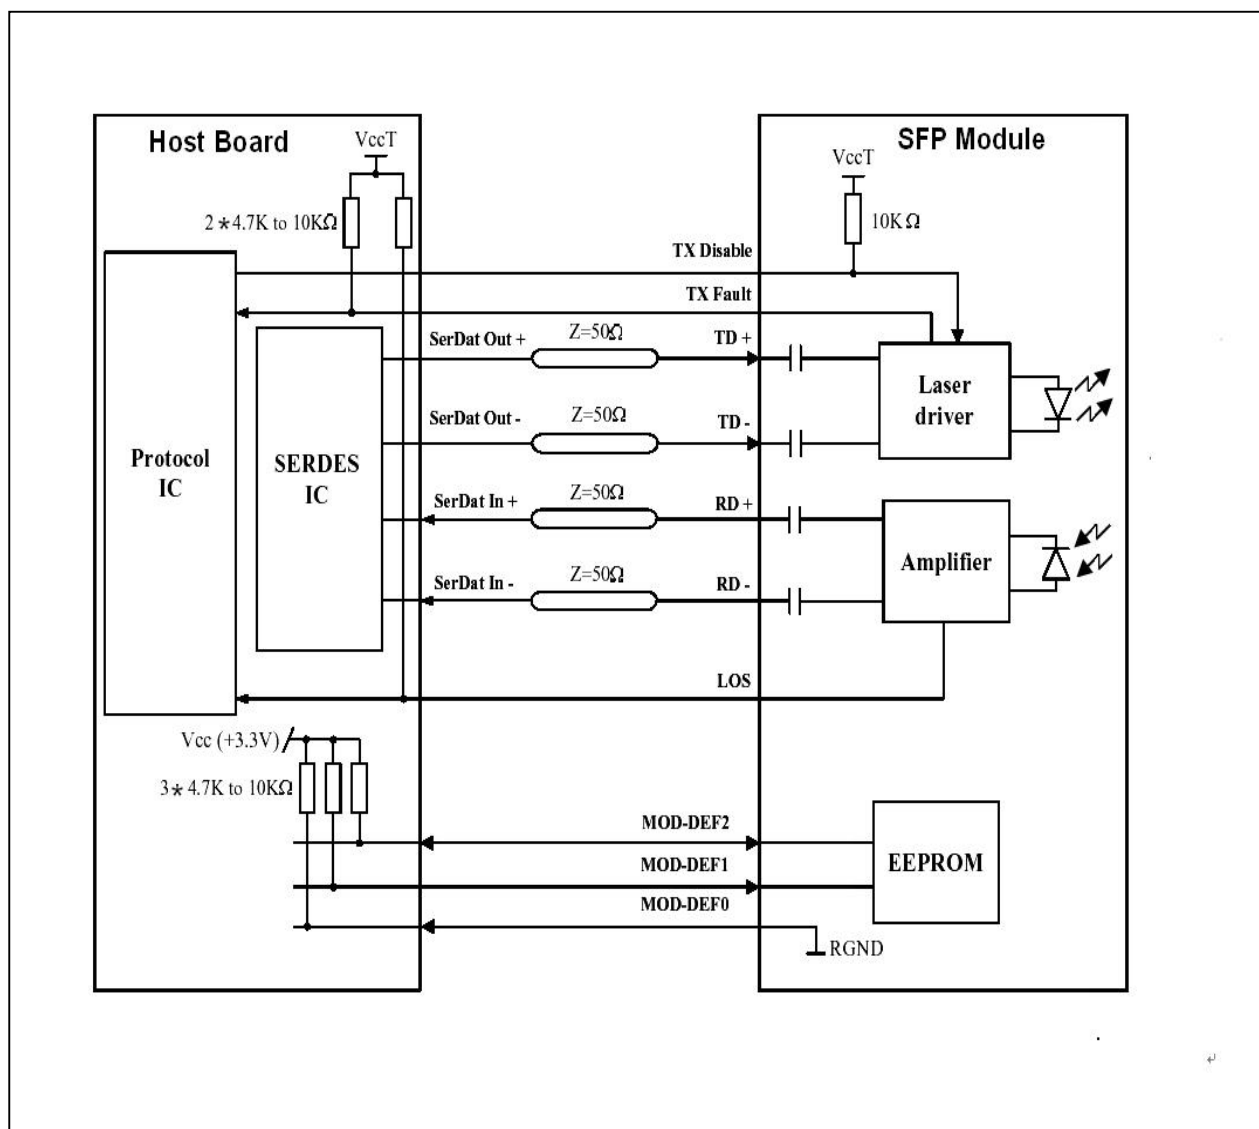 Host Board
SFP Module
VccT
VccT
2*4.7K to 10KΩ
10KΩ
TX Disable
TX Fault
SerDat Out +
Z=50Ω
TD +
SerDat Out -
Z=50Ω
TD -
Laser
driver
Protocol
IC
SERDES
IC
SerDat In +
Z=50Ω
RD +
SerDat In -
Z=50Ω
RD -
Amplifier
LOS
Vcc (+3.3V)
3*4.7K to 10KΩ
MOD-DEF2
MOD-DEF1
MOD-DEF0
EEPROM
RGND